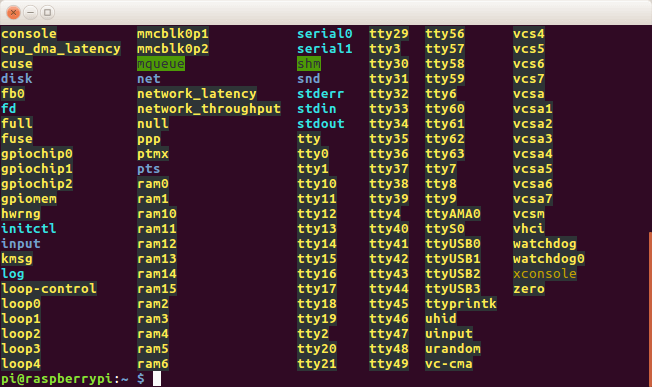 console mmcblk0p1 serial0 tty29 tty56 vcs4
cpu_dma_latency mmcblk0p2 serial1 tty3 tty57 vcs5
cuse mqueue shm tty30 tty58 vcs6
disk net snd tty31 tty59 vcs7
fb0 network_latency stderr tty32 tty6 vcsa
fd network_throughput stdin tty33 tty60 vcsa1
full null stdout tty34 tty61 vcsa2
fuse ppp tty tty35 tty62 vcsa3
gpiochip0 ptmx tty0 tty36 tty63 vcsa4
gpiochip1 pts tty1 tty37 tty7 vcsa5
gpiochip2 ram0 tty10 tty38 tty8 vcsa6
gpiomem ram1 tty11 tty39 tty9 vcsa7
hwrng ram10 tty12 tty4 ttyAMA0 vcsm
initctl ram11 tty13 tty40 ttyS0 vhci
input ram12 tty14 tty41 ttyUSB0 watchdog
kmsg ram13 tty15 tty42 ttyUSB1 watchdog0
log ram14 tty16 tty43 ttyUSB2 xconsole
loop-control ram15 tty17 tty44 ttyUSB3 zero
loop0 ram2 tty18 tty45 ttyprintk
loop1 ram3 tty19 tty46 uhid
loop2 ram4 tty2 tty47 uinput
loop3 ram5 tty20 tty48 urandom
loop4 ram6 tty21 tty49 vc-cma
pi@raspberrypi:~ $